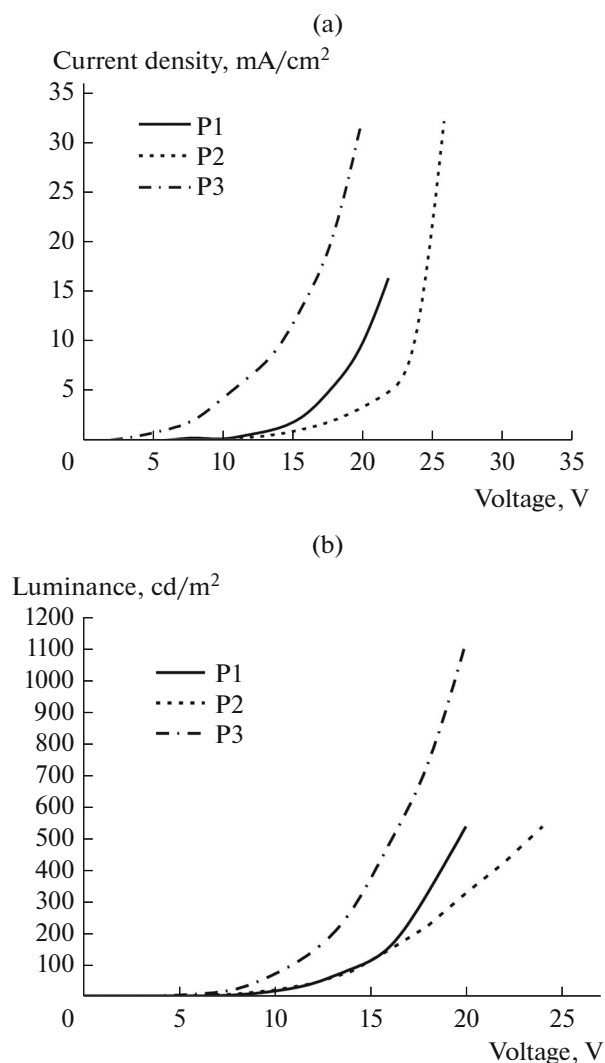 (a)
Current density, mA/cm²
35
30
25
20
15
10
5
P1
P2
P3
0 5 10 15 20 25 30 35
Voltage, V
(b)
Luminance, cd/m²
1200
1100
1000
900
800
700
600
500
400
300
200
100
P1
P2
P3
0 5 10 15 20 25
Voltage, V